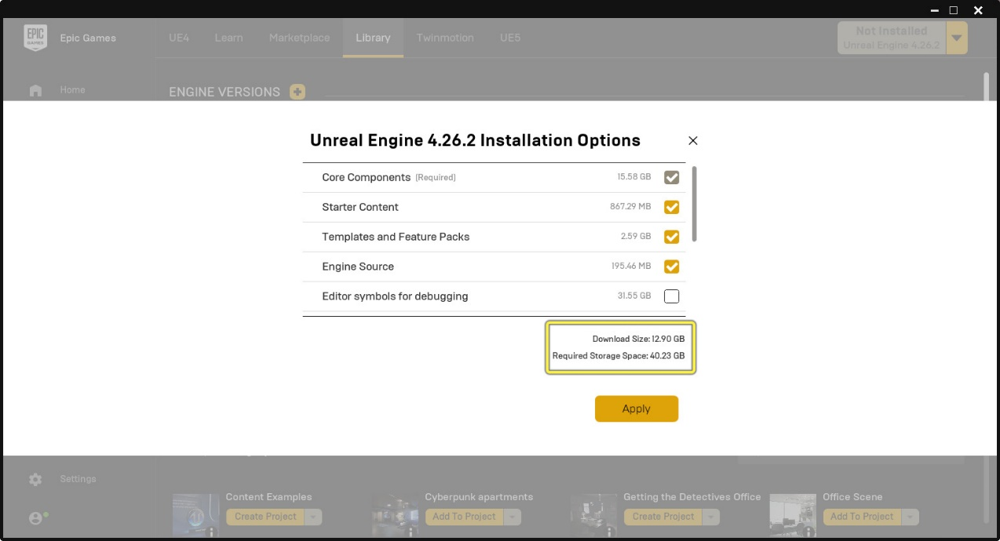 EPIC GAMES
Epic Games
UE4 Learn Marketplace Library Twinmotion UE5
Not Installed
Unreal Engine 4.26.2
Home
ENGINE VERSIONS
Unreal Engine 4.26.2 Installation Options
Core Components (Required) 15.58 GB
Starter Content 867.29 MB
Templates and Feature Packs 2.59 GB
Engine Source 195.46 MB
Editor symbols for debugging 31.55 GB
Download Size: 12.90 GB
Required Storage Space: 40.23 GB
Apply
Settings
Content Examples
Create Project
Cyberpunk apartments
Add To Project
Getting the Detectives Office
Create Project
Office Scene
Add To Project